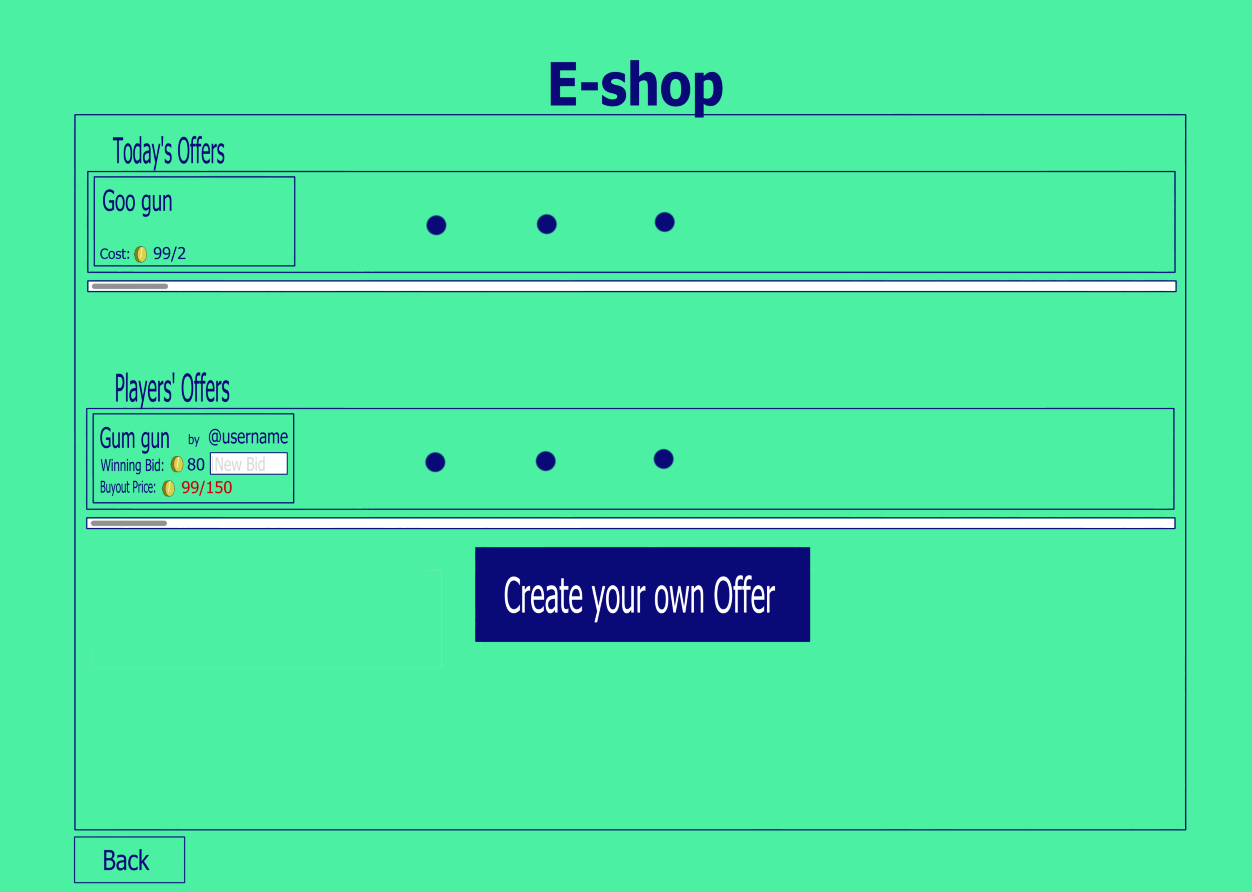 E-shop
Today's Offers
Goo gun
Cost: 99/2
Players' Offers
Gum gun by @username
Winning Bid: 80 New Bid
Buyout Price: 99/150
Create your own Offer
Back